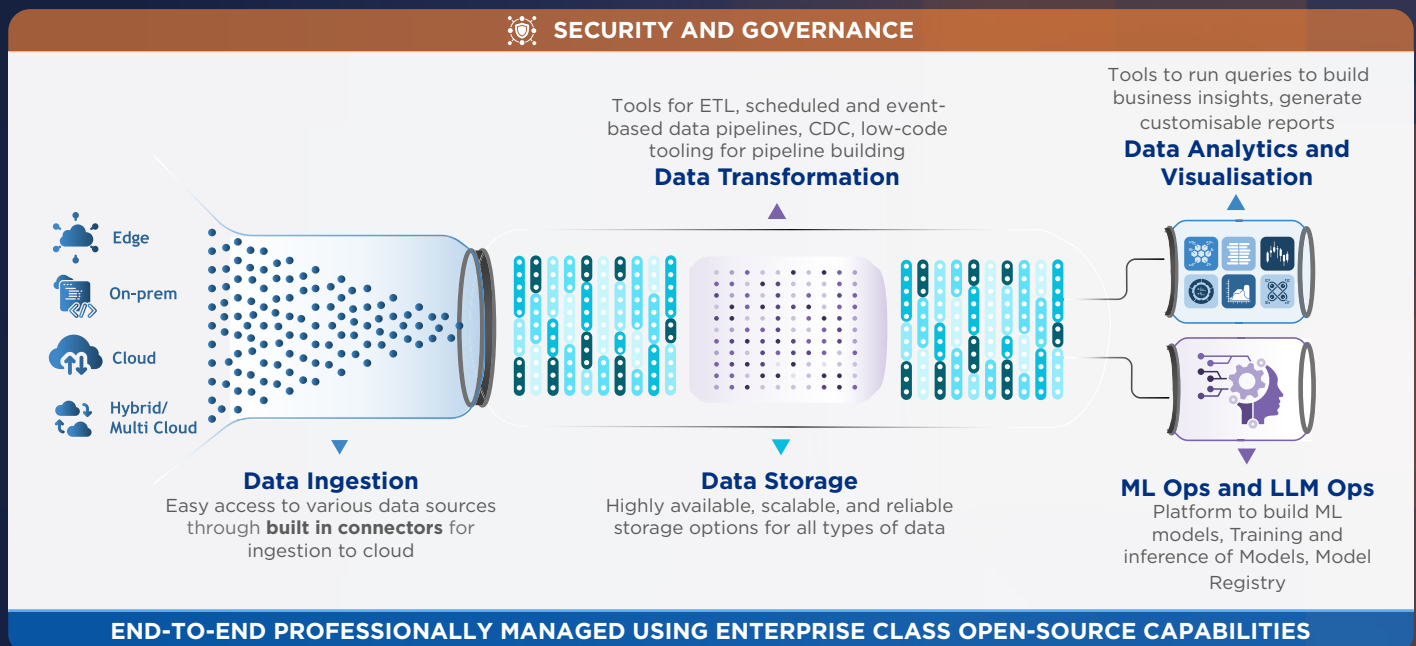 SECURITY AND GOVERNANCE
Edge
On-prem
Cloud
Hybrid/
Multi Cloud
Data Ingestion
Easy access to various data sources
through built in connectors for
ingestion to cloud
Tools for ETL, scheduled and event-
based data pipelines, CDC, low-code
tooling for pipeline building
Data Transformation
Data Storage
Highly available, scalable, and reliable
storage options for all types of data
Tools to run queries to build
business insights, generate
customisable reports
Data Analytics and
Visualisation
ML Ops and LLM Ops
Platform to build ML
models, Training and
inference of Models, Model
Registry
END-TO-END PROFESSIONALLY MANAGED USING ENTERPRISE CLASS OPEN-SOURCE CAPABILITIES